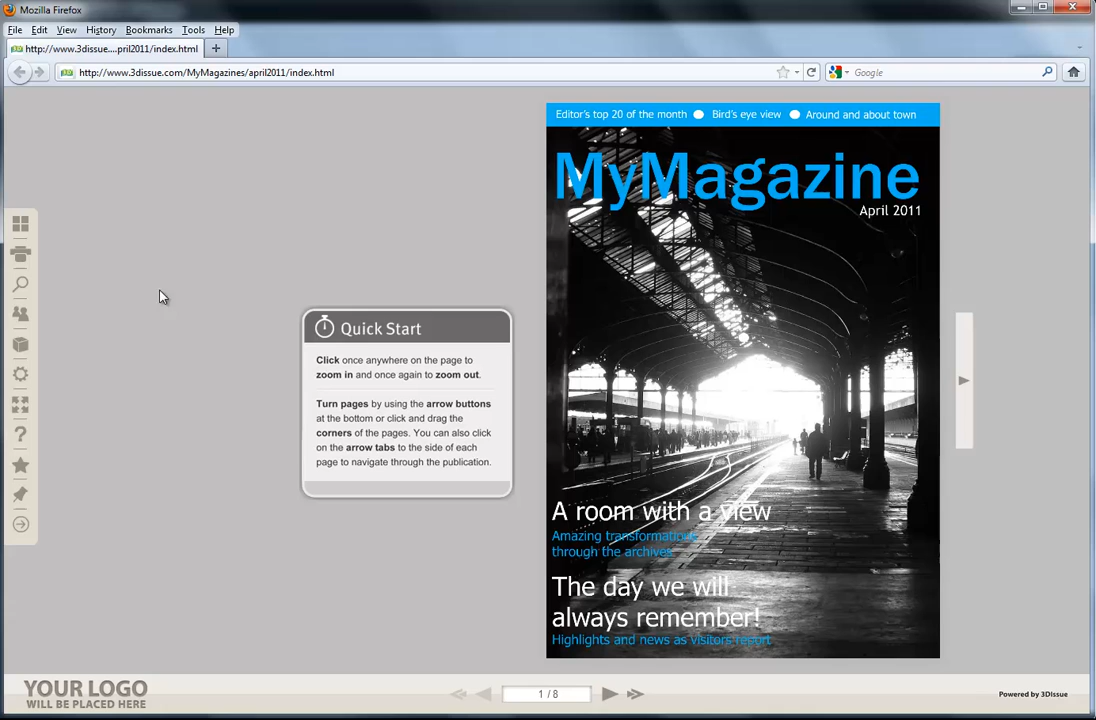 Mozilla Firefox
File Edit View History Bookmarks Tools Help
http://www.3dissue....pril2011/index.html
http://www.3dissue.com/MyMagazines/april2011/index.html
Google
Editor's top 20 of the month Bird's eye view Around and about town
MyMagazine
April 2011
Quick Start
Click once anywhere on the page to
zoom in and once again to zoom out.
Turn pages by using the arrow buttons
at the bottom or click and drag the
corners of the pages. You can also click
on the arrow tabs to the side of each
page to navigate through the publication.
A room with a view
Amazing transformations
through the archives
The day we will
always remember!
Highlights and news as visitors report
YOUR LOGO
WILL BE PLACED HERE
1 / 8
Powered by 3DIssue